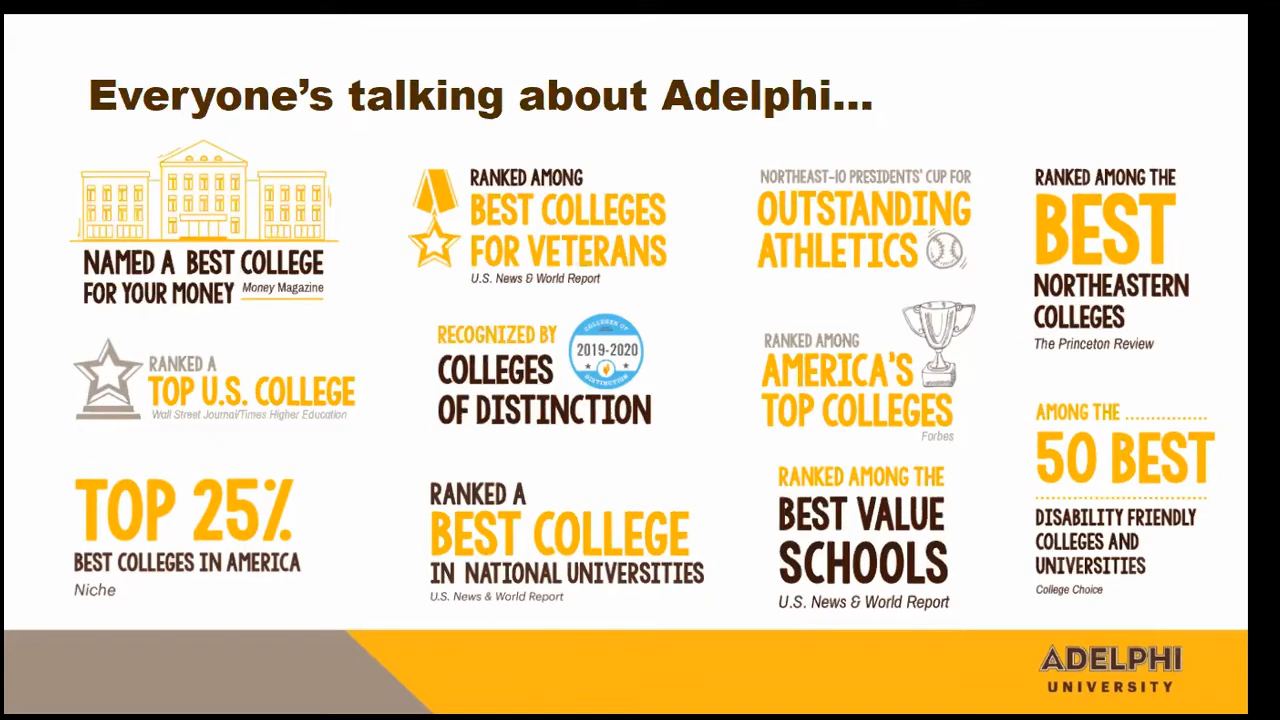 Everyone’s talking about Adelphi...
NAMED A BEST COLLEGE
FOR YOUR MONEY Money Magazine
RANKED A
TOP U.S. COLLEGE
Wall Street Journal/Times Higher Education
TOP 25%
BEST COLLEGES IN AMERICA
Niche
RANKED AMONG
BEST COLLEGES
FOR VETERANS
U.S. News & World Report
RECOGNIZED BY
COLLEGES
OF DISTINCTION
COLLEGES OF
2019-2020
DISTINCTION
RANKED A
BEST COLLEGE
IN NATIONAL UNIVERSITIES
U.S. News & World Report
NORTHEAST-10 PRESIDENTS' CUP FOR
OUTSTANDING
ATHLETICS
RANKED AMONG
AMERICA'S
TOP COLLEGES
Forbes
RANKED AMONG THE
BEST VALUE
SCHOOLS
U.S. News & World Report
RANKED AMONG THE
BEST
NORTHEASTERN
COLLEGES
The Princeton Review
AMONG THE
50 BEST
DISABILITY FRIENDLY
COLLEGES AND
UNIVERSITIES
College Choice
ADELPHI
UNIVERSITY